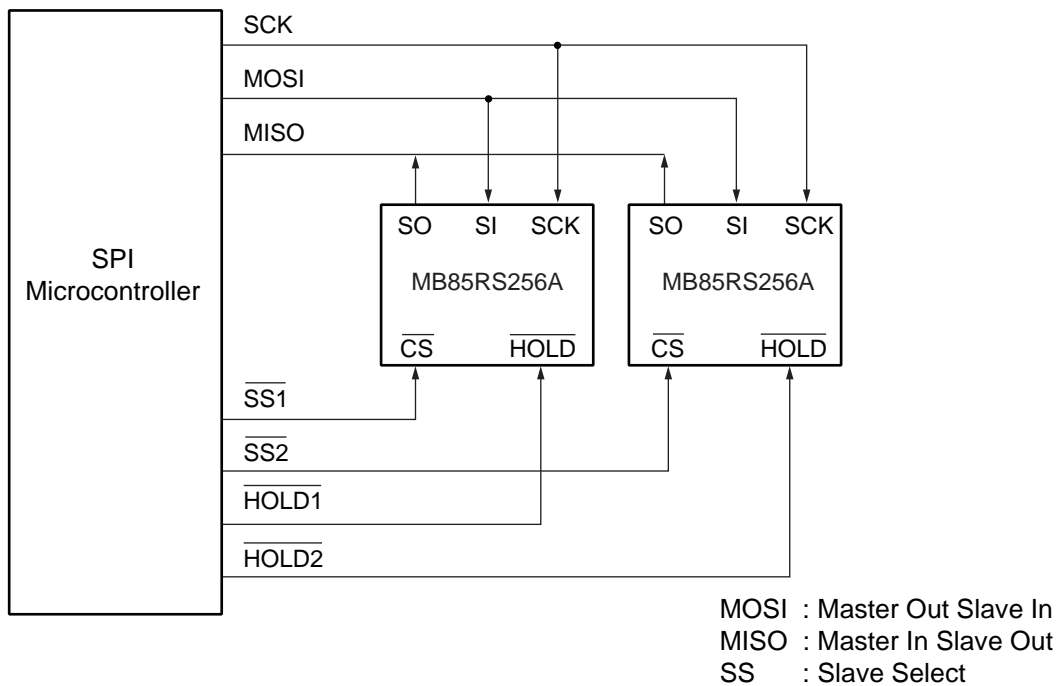 SCK
MOSI
MISO
SO SI SCK
SO SI SCK
SPI
Microcontroller
MB85RS256A
MB85RS256A
CS HOLD
CS HOLD
SS1
SS2
HOLD1
HOLD2
MOSI : Master Out Slave In
MISO : Master In Slave Out
SS : Slave Select